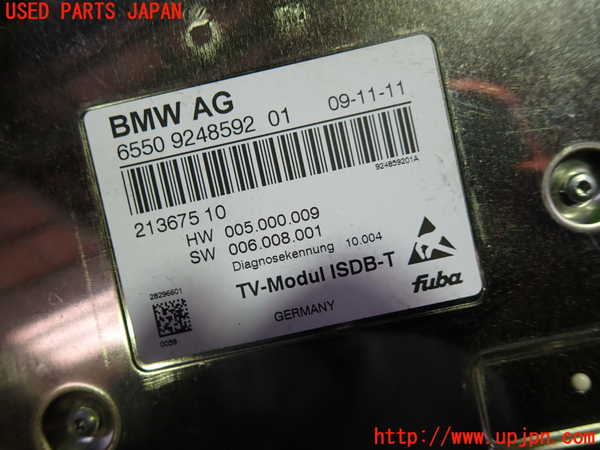 USED PARTS JAPAN
BMW AG
6550 9248592 01 09-11-11
924859201A
213675 10
HW 005.000.009
SW 006.008.001
Diagnosekennung 10.004
TV-Modul ISDB-T
28296601
0059
GERMANY
fuba
http://www.upjpn.com/